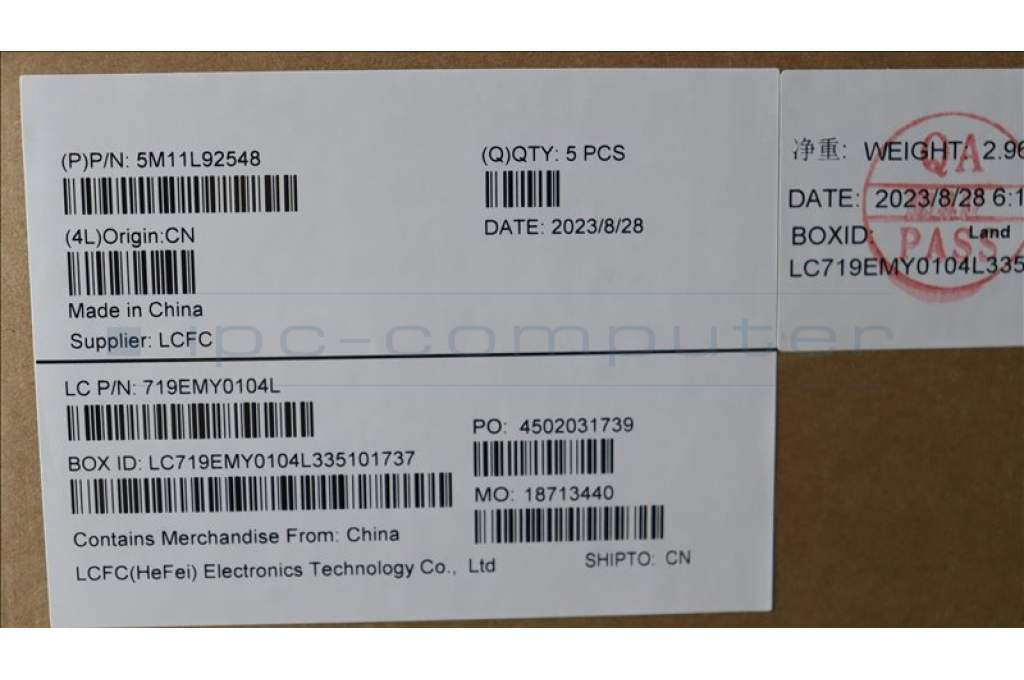 (P)P/N: 5M11L92548
(Q)QTY: 5 PCS
(4L)Origin:CN
DATE: 2023/8/28
Made in China
Supplier: LCFC
LC P/N: 719EMY0104L
PO: 4502031739
BOX ID: LC719EMY0104L335101737
MO: 18713440
Contains Merchandise From: China
SHIPTO: CN
LCFC(HeFei) Electronics Technology Co., Ltd
净重: WEIGHT: 2.96
DATE: 2023/8/28 6:1
BOXID: Land
LC719EMY0104L335
QA
PASS
ipc-computer